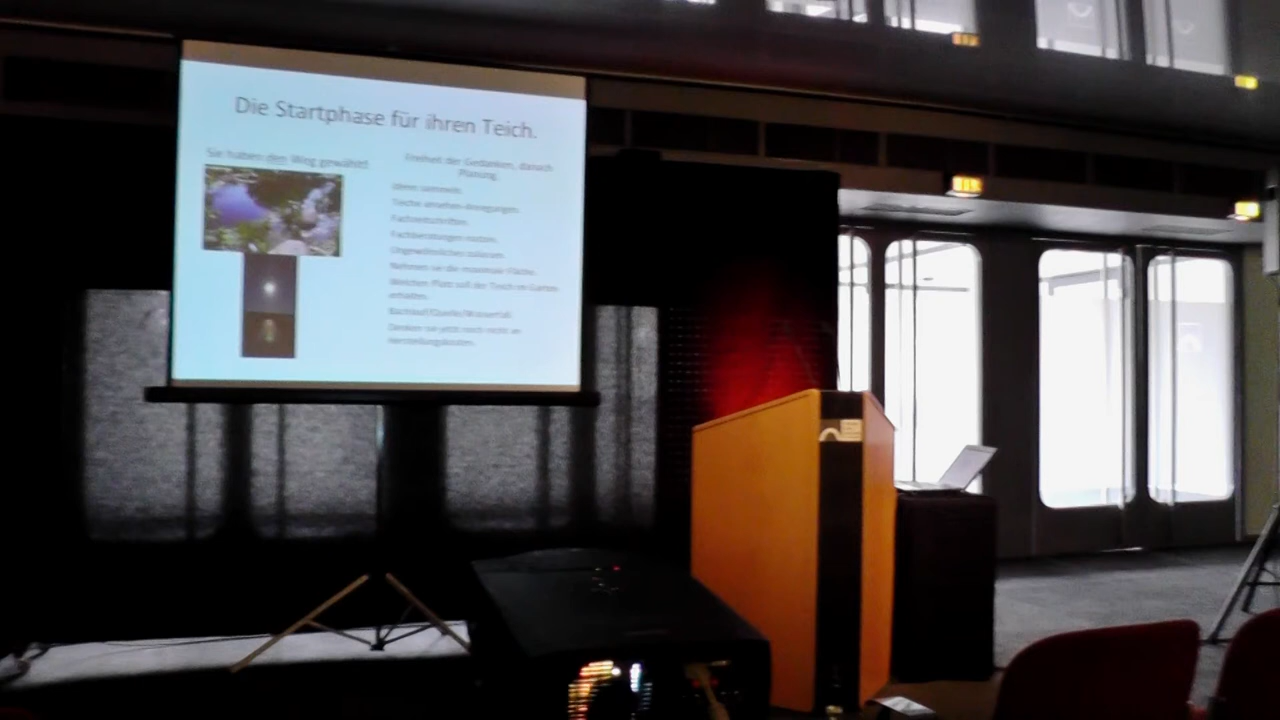 Die Startphase für ihren Teich.
Sie haben den Weg gewählt!
Freiheit der Gedanken, danach
Planung.
Ideen sammeln.
Teiche ansehen-Anregungen.
Fachzeitschriften.
Fachberatungen nutzen.
Ungewöhnliches zulassen.
Nehmen sie die maximale Fläche.
Welchen Platz soll der Teich im Garten
erhalten.
Bachlauf/Quelle/Wasserfall.
Denken sie jetzt noch nicht an
Herstellungskosten.